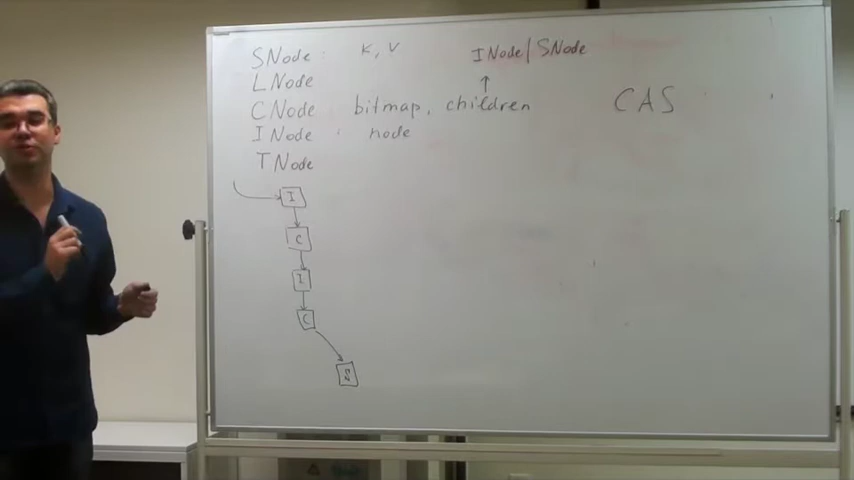 SNode : K, V INode/SNode
LNode
CNode bitmap, children CAS
INode : node
TNode
I
C
I
C
S